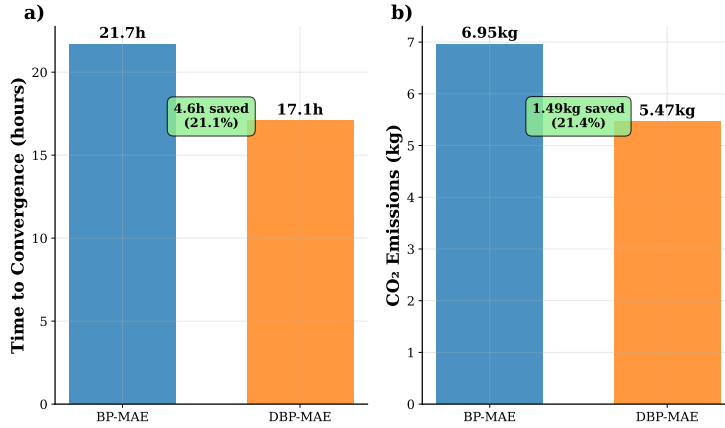 a)
Time to Convergence (hours)
20
15
10
5
0
21.7h
4.6h saved
(21.1%)
17.1h
BP-MAE
DBP-MAE
b)
CO₂ Emissions (kg)
7
6
5
4
3
2
1
0
6.95kg
1.49kg saved
(21.4%)
5.47kg
BP-MAE
DBP-MAE